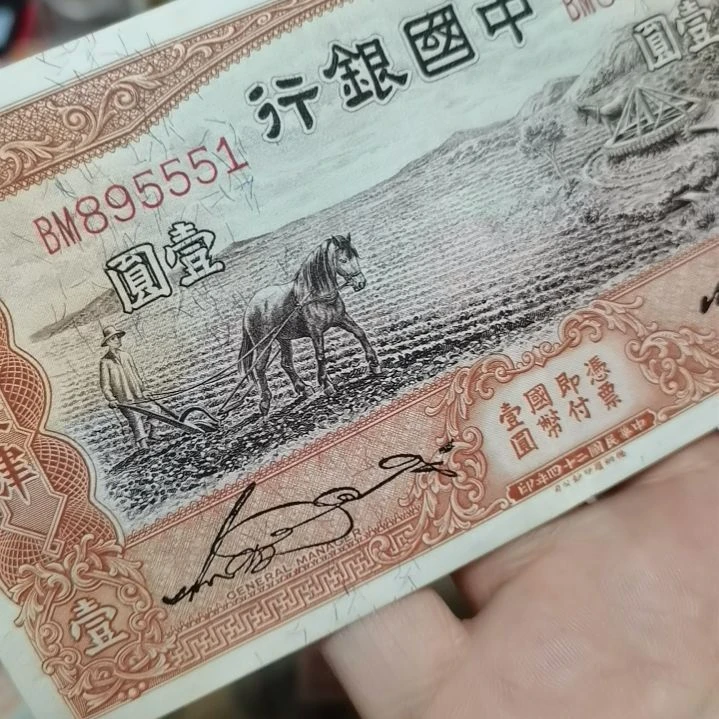 中國銀行
BM
壹圓
BM895551
壹圓
憑票
即付
國幣
壹圓
中華民國二十四年印
GENERAL MANAGER
壹